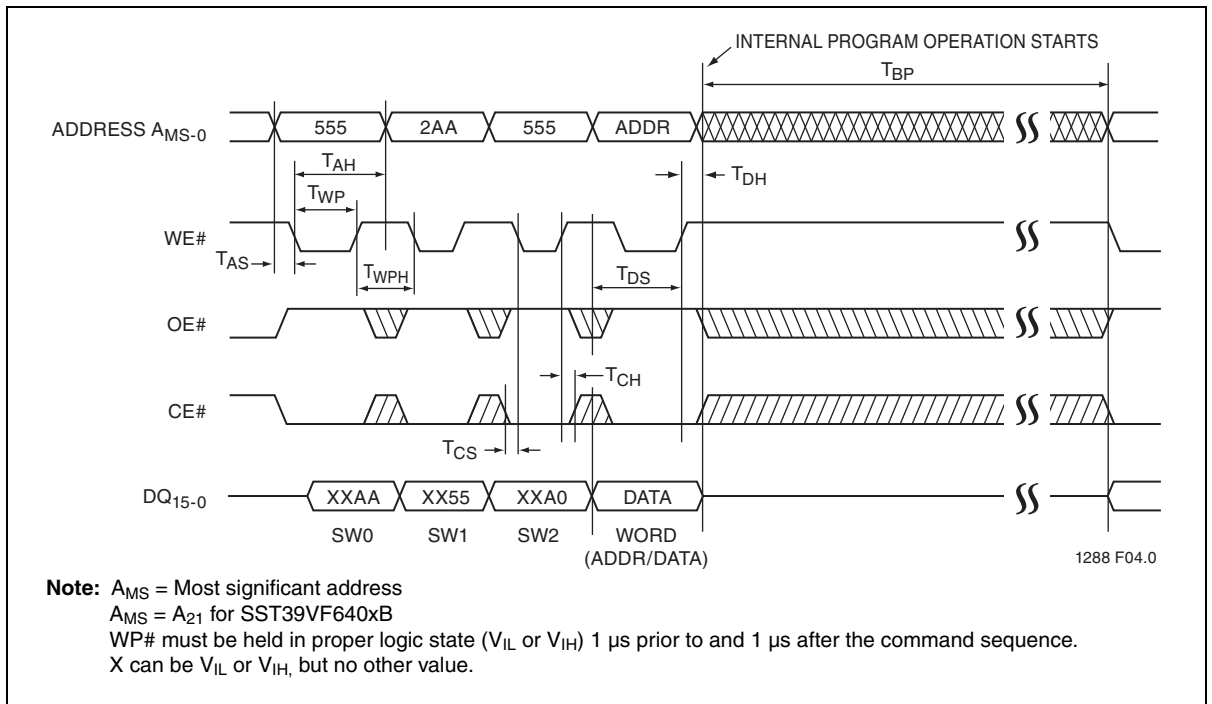 INTERNAL PROGRAM OPERATION STARTS
TBP
ADDRESS AMS-0
555 2AA 555 ADDR
TAH
TDH
TWP
WE#
TAS
TWPH
TDS
OE#
TCH
CE#
TCS
DQ15-0
XXAA XX55 XXA0 DATA
SW0 SW1 SW2 WORD
(ADDR/DATA)
1288 F04.0
Note: AMS = Most significant address
AMS = A21 for SST39VF640xB
WP# must be held in proper logic state (VIL or VIH) 1 µs prior to and 1 µs after the command sequence.
X can be VIL or VIH, but no other value.